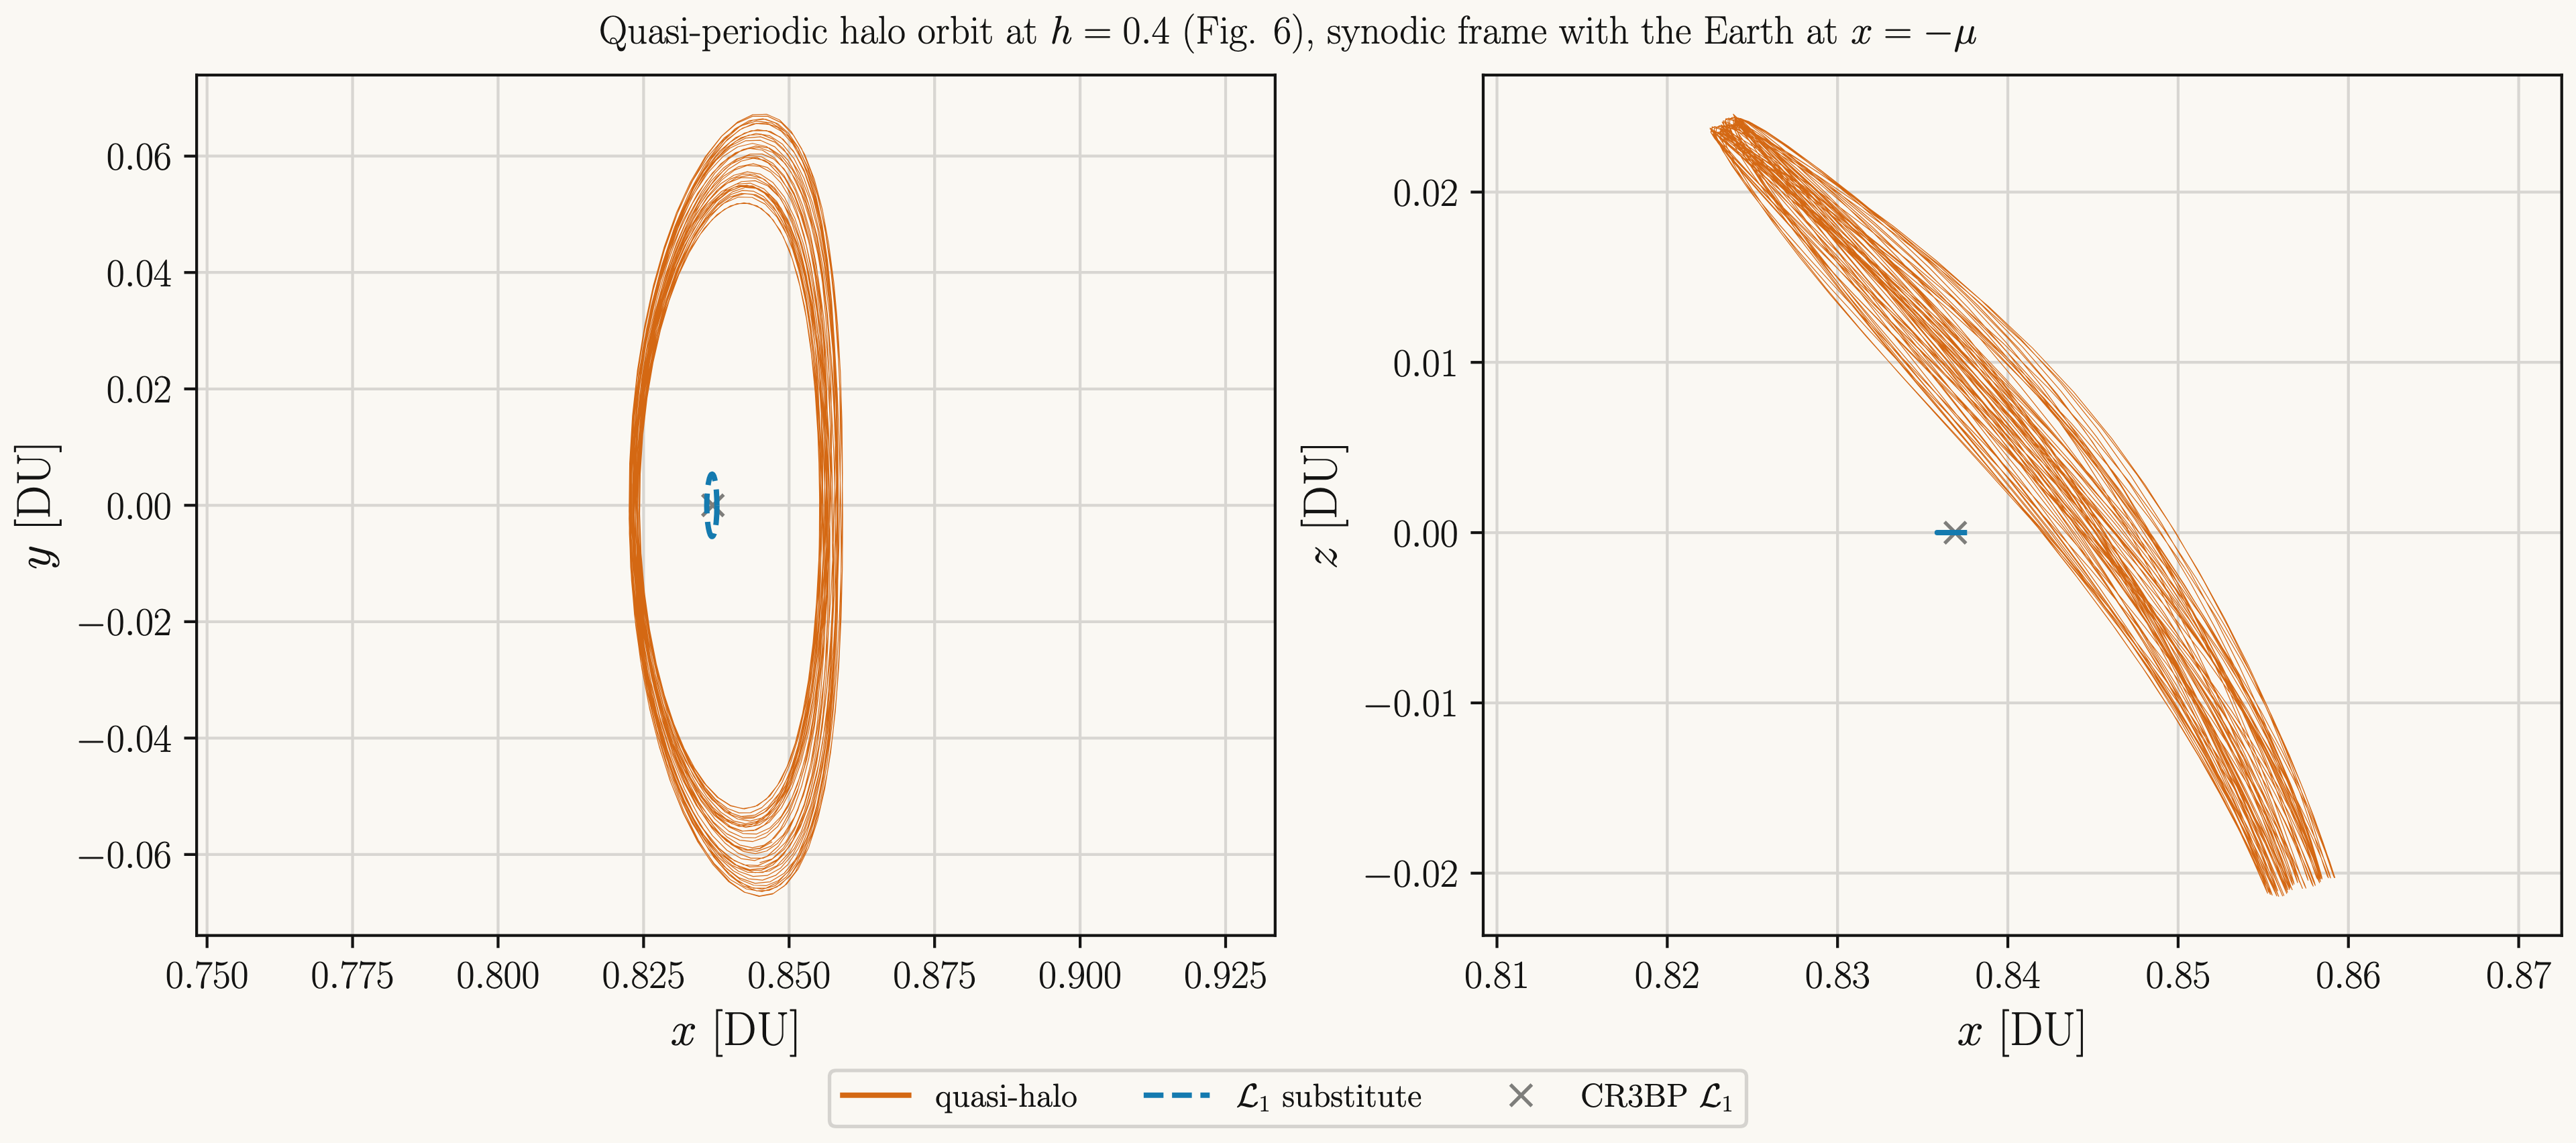 Quasi-periodic halo orbit at h = 0.4 (Fig. 6), synodic frame with the Earth at x = −μ
y [DU]
0.06
0.04
0.02
0.00
−0.02
−0.04
−0.06
0.750 0.775 0.800 0.825 0.850 0.875 0.900 0.925
x [DU]
z [DU]
0.02
0.01
0.00
−0.01
−0.02
0.81 0.82 0.83 0.84 0.85 0.86 0.87
x [DU]
quasi-halo
ℒ₁ substitute
CR3BP ℒ₁